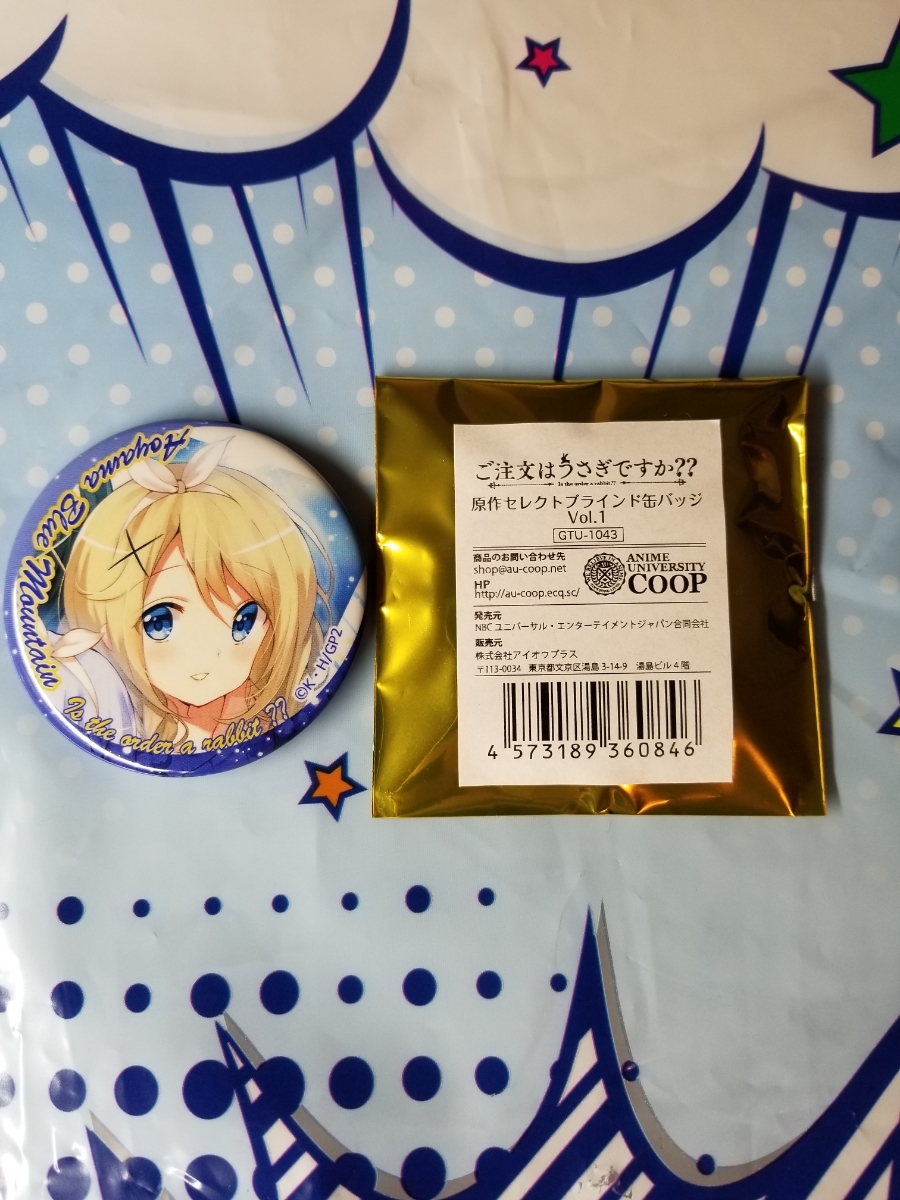 Aoyama Blue Mountain
Is the order a rabbit ??
©K・H/GP2
ご注文はうさぎですか??
Is the order a rabbit??
原作セレクトブラインド缶バッジ
Vol.1
GTU-1043
商品のお問い合わせ先
shop@au-coop.net
HP
http://au-coop.ecq.sc/
ANIME
UNIVERSITY
COOP
発売元
NBC ユニバーサル・エンターテイメントジャパン合同会社
販売元
株式会社アイオウプラス
〒113-0034 東京都文京区湯島 3-14-9 湯島ビル 4 階
4 573189 360846